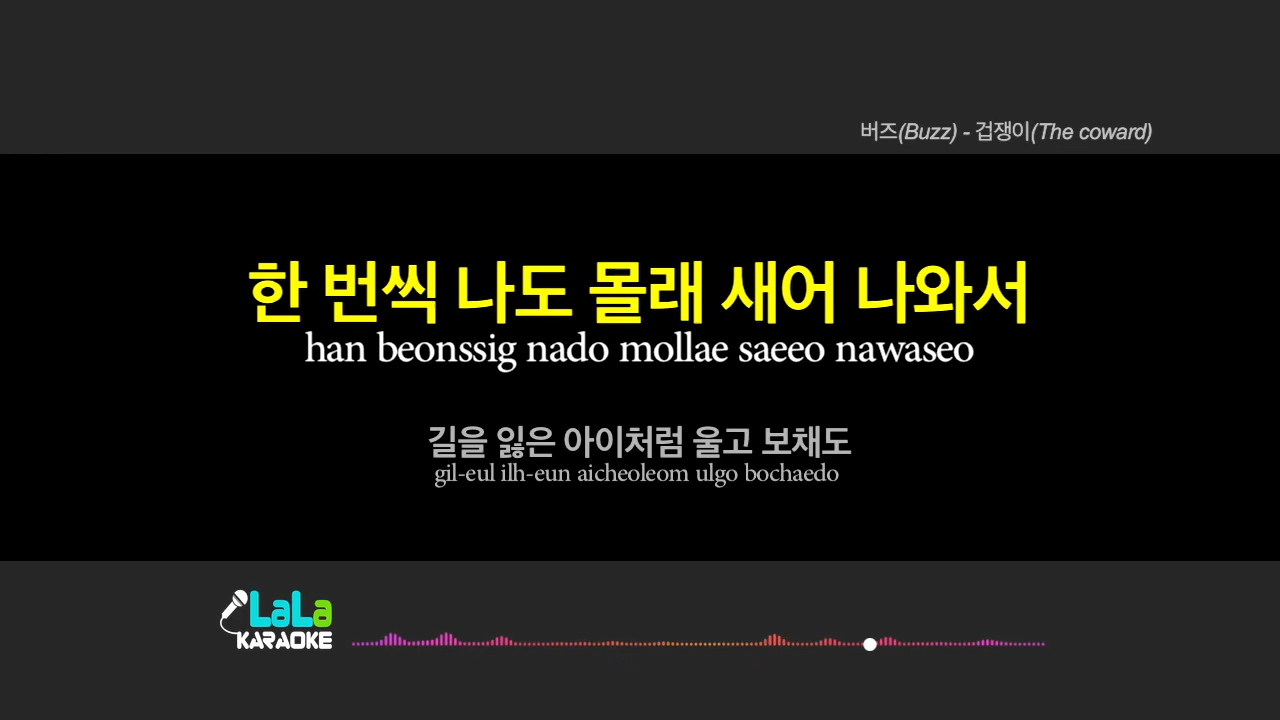 버즈(Buzz) - 겁쟁이(The coward)
한 번씩 나도 몰래 새어 나와서
han beonssig nado mollae saeeo nawaseo
길을 잃은 아이처럼 울고 보채도
gil-eul ilh-eun aicheoleom ulgo bochaedo
LaLa
KARAOKE